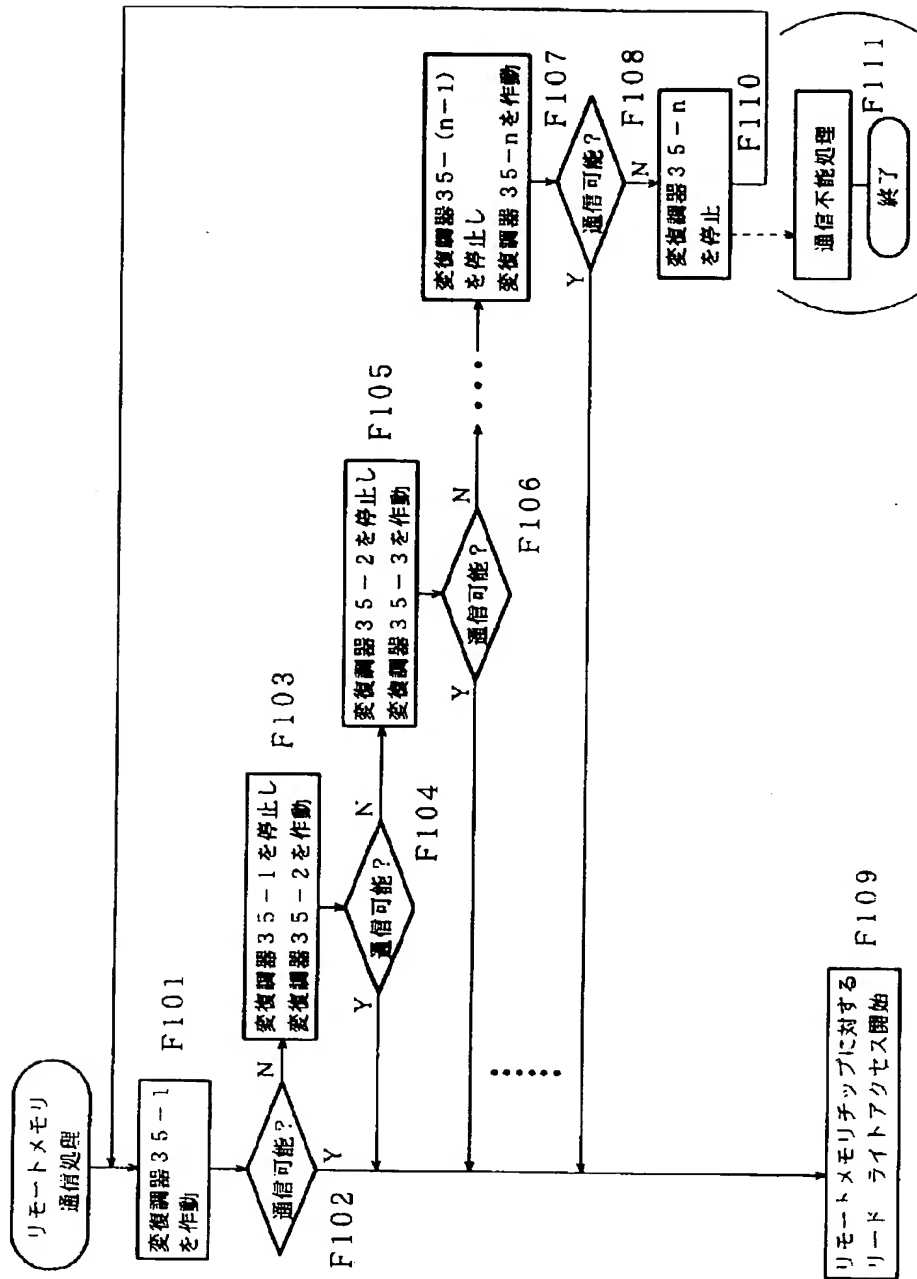 リモートメモリ
通信処理
変復調器35-1
を作動
F101
通信可能?
N
Y
F102
変復調器35-1を停止し
変復調器35-2を作動
F103
通信可能?
Y
N
F104
変復調器35-2を停止し
変復調器35-3を作動
F105
通信可能?
Y
N
F106
変復調器35-(n-1)
を停止し
変復調器35-nを作動
F107
通信可能?
Y
N
F108
変復調器35-n
を停止
F110
通信不能処理
F111
終了
リモートメモリチップに対する
リード ライトアクセス開始
F109